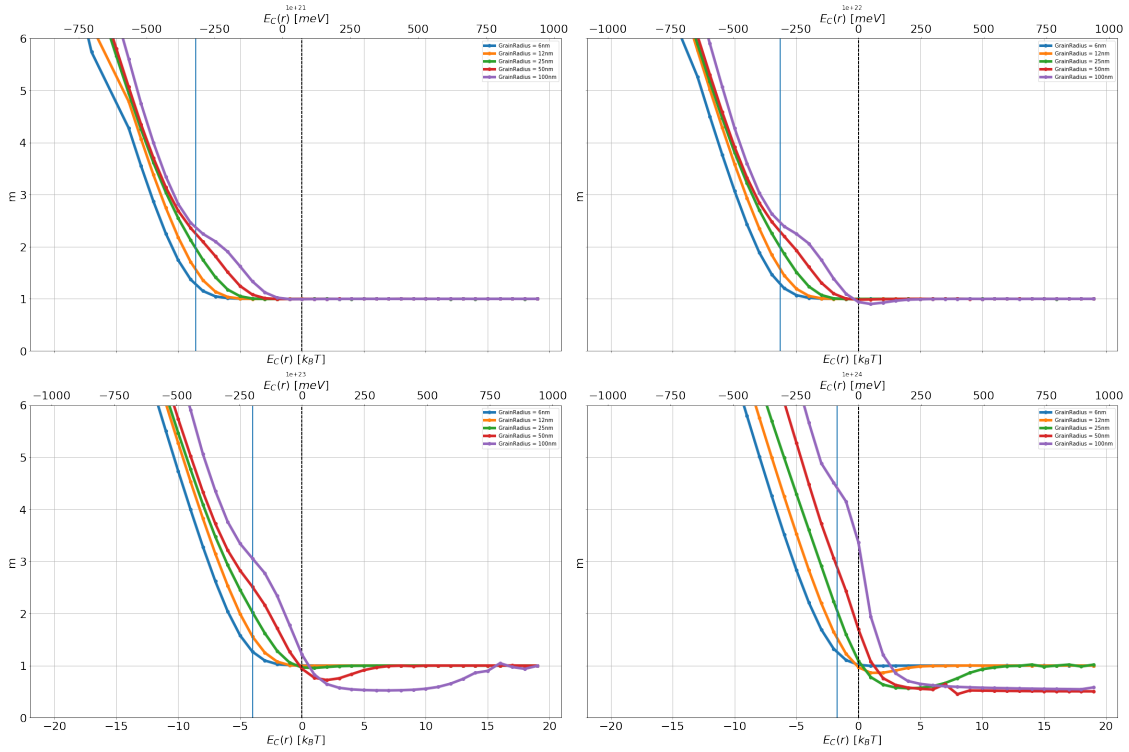 1e+21
E_C(r) [meV]
−750 −500 −250 0 250 500 750 1000
6
5
4
3
2
1
0
m
GrainRadius = 6nm
GrainRadius = 12nm
GrainRadius = 25nm
GrainRadius = 50nm
GrainRadius = 100nm
E_C(r) [k_BT]
1e+22
E_C(r) [meV]
−750 −500 −250 0 250 500 750 1000
m
GrainRadius = 6nm
GrainRadius = 12nm
GrainRadius = 25nm
GrainRadius = 50nm
GrainRadius = 100nm
E_C(r) [k_BT]
1e+23
E_C(r) [meV]
−1000 −750 −500 −250 0 250 500 750 1000
6
5
4
3
2
1
0
m
GrainRadius = 6nm
GrainRadius = 12nm
GrainRadius = 25nm
GrainRadius = 50nm
GrainRadius = 100nm
−20 −15 −10 −5 0 5 10 15 20
E_C(r) [k_BT]
1e+24
E_C(r) [meV]
−1000 −750 −500 −250 0 250 500 750 1000
m
GrainRadius = 6nm
GrainRadius = 12nm
GrainRadius = 25nm
GrainRadius = 50nm
GrainRadius = 100nm
−20 −15 −10 −5 0 5 10 15 20
E_C(r) [k_BT]